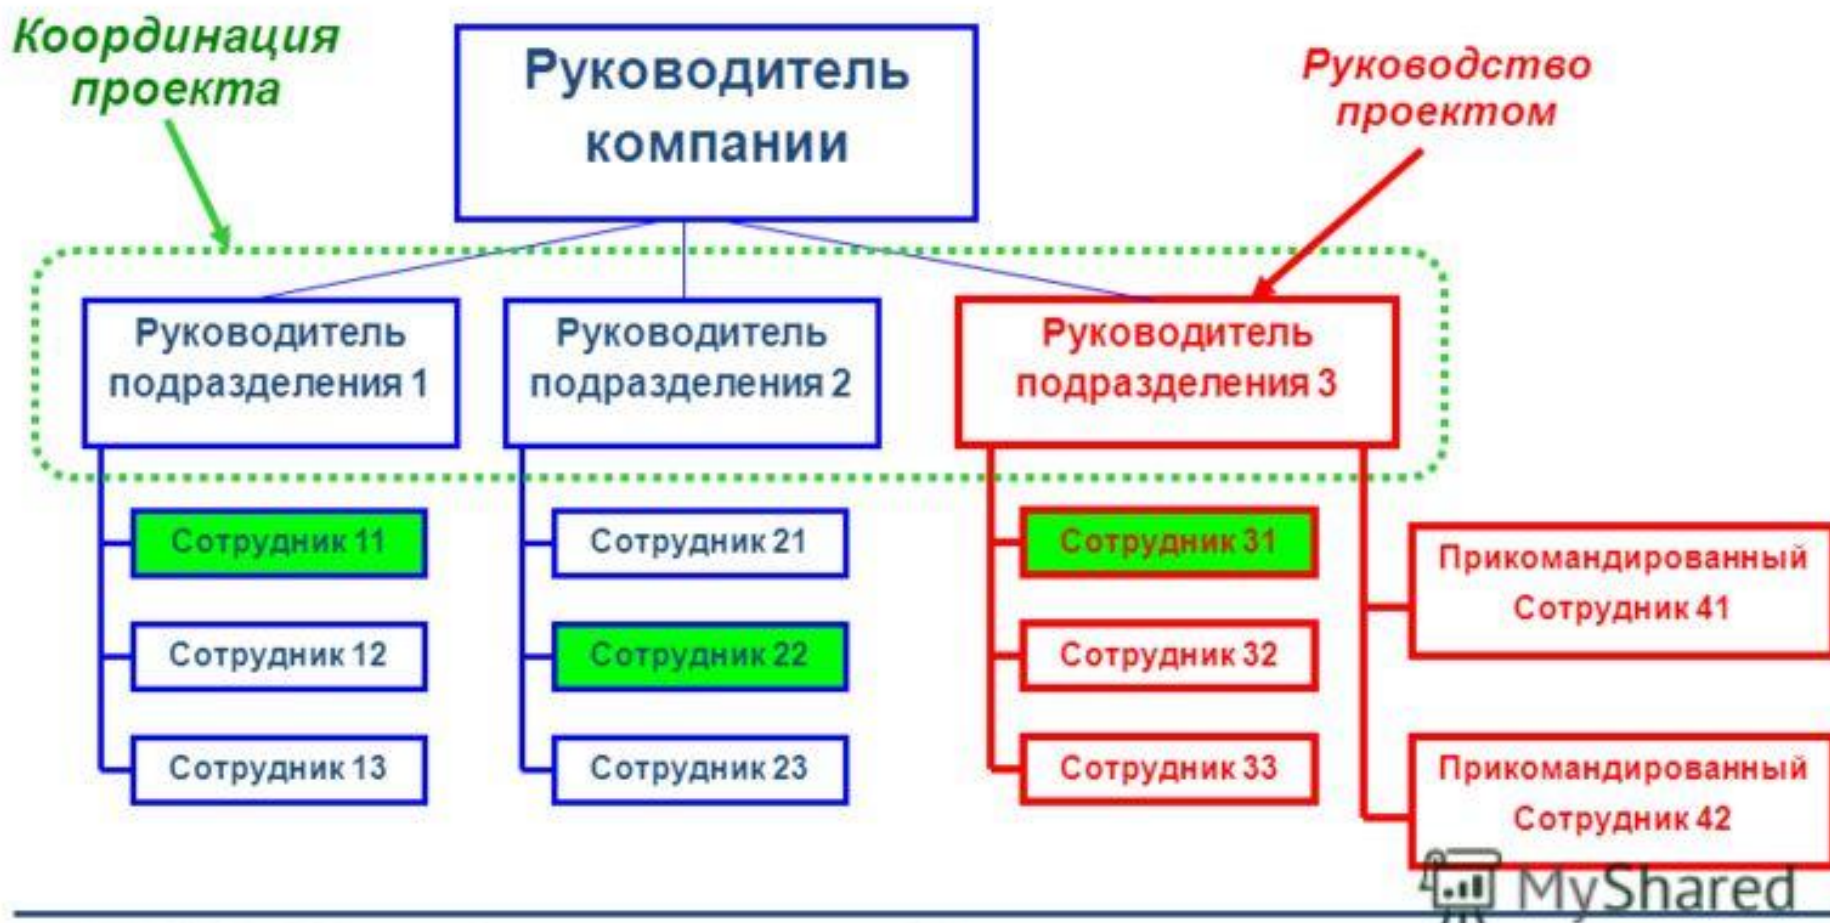 Координация
проекта
Руководитель
компании
Руководство
проектом
Руководитель
подразделения 1
Руководитель
подразделения 2
Руководитель
подразделения 3
Сотрудник 11
Сотрудник 12
Сотрудник 13
Сотрудник 21
Сотрудник 22
Сотрудник 23
Сотрудник 31
Сотрудник 32
Сотрудник 33
Прикомандированный
Сотрудник 41
Прикомандированный
Сотрудник 42
MyShared